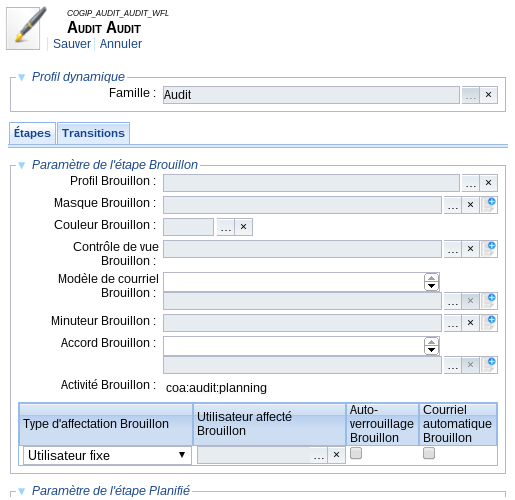 COGIP_AUDIT_AUDIT_WFL
AUDIT AUDIT
Sauver Annuler
Profil dynamique
Famille : Audit ... ×
Étapes Transitions
Paramètre de l'étape Brouillon
Profil Brouillon : ... ×
Masque Brouillon : ... ×
Couleur Brouillon : ... ×
Contrôle de vue
Brouillon : ... ×
Modèle de courriel
Brouillon : ... ×
Minuteur Brouillon : ... ×
Accord Brouillon : ... ×
Activité Brouillon : coa:audit:planning
Type d'affectation Brouillon
Utilisateur affecté
Brouillon
Auto-
verrouillage
Brouillon
Courriel
automatique
Brouillon
Utilisateur fixe ... ×
Paramètre de l'étape Planifié